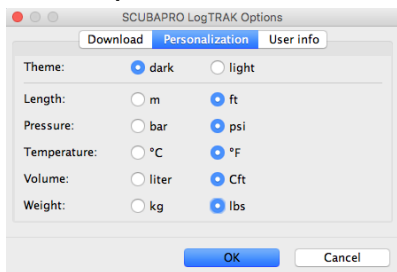 SCUBAPRO LogTRAK Options
Download Personalization User info
Theme: dark light
Length: m ft
Pressure: bar psi
Temperature: °C °F
Volume: liter Cft
Weight: kg lbs
OK Cancel